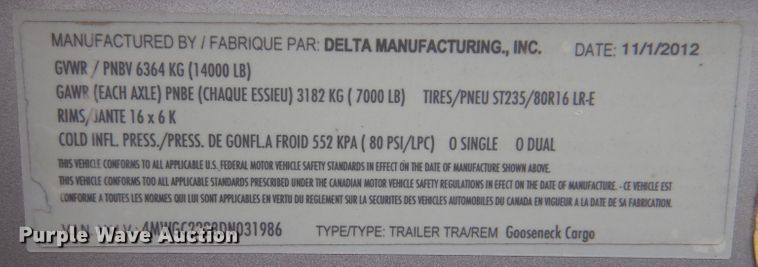 MANUFACTURED BY / FABRIQUE PAR: DELTA MANUFACTURING., INC. DATE: 11/1/2012
GVWR / PNBV 6364 KG (14000 LB)
GAWR (EACH AXLE) PNBE (CHAQUE ESSIEU) 3182 KG ( 7000 LB) TIRES/PNEU ST235/80R16 LR-E
RIMS/JANTE 16 x 6 K
COLD INFL. PRESS./PRESS. DE GONFL.A FROID 552 KPA ( 80 PSI/LPC) O SINGLE O DUAL
THIS VEHICLE CONFORMS TO ALL APPLICABLE U.S. FEDERAL MOTOR VEHICLE SAFETY STANDARDS IN EFFECT ON THE DATE OF MANUFACTURE SHOWN ABOVE.
THIS VEHICLE CONFORMS TOO ALL APPLICABLE STANDARDS PRESCRIBED UNDER THE CANADIAN MOTOR VEHICLE SAFETY REGULATIONS IN EFECT ON THE DATE OF MANUFACTURE. - CE VEHICLE EST
CONFORME A TOUTES LES NORMES QUI LUI SONT APPLICABLES EN VERTU DU REGLEMENT SUR LA SECURITES DES VEHICLES AUTOMOBILES DU CANADA EN VIGUEUR A LA DATE DE SA FABRICATION.
TYPE/TYPE: TRAILER TRA/REM Gooseneck Cargo
Purple Wave Auction